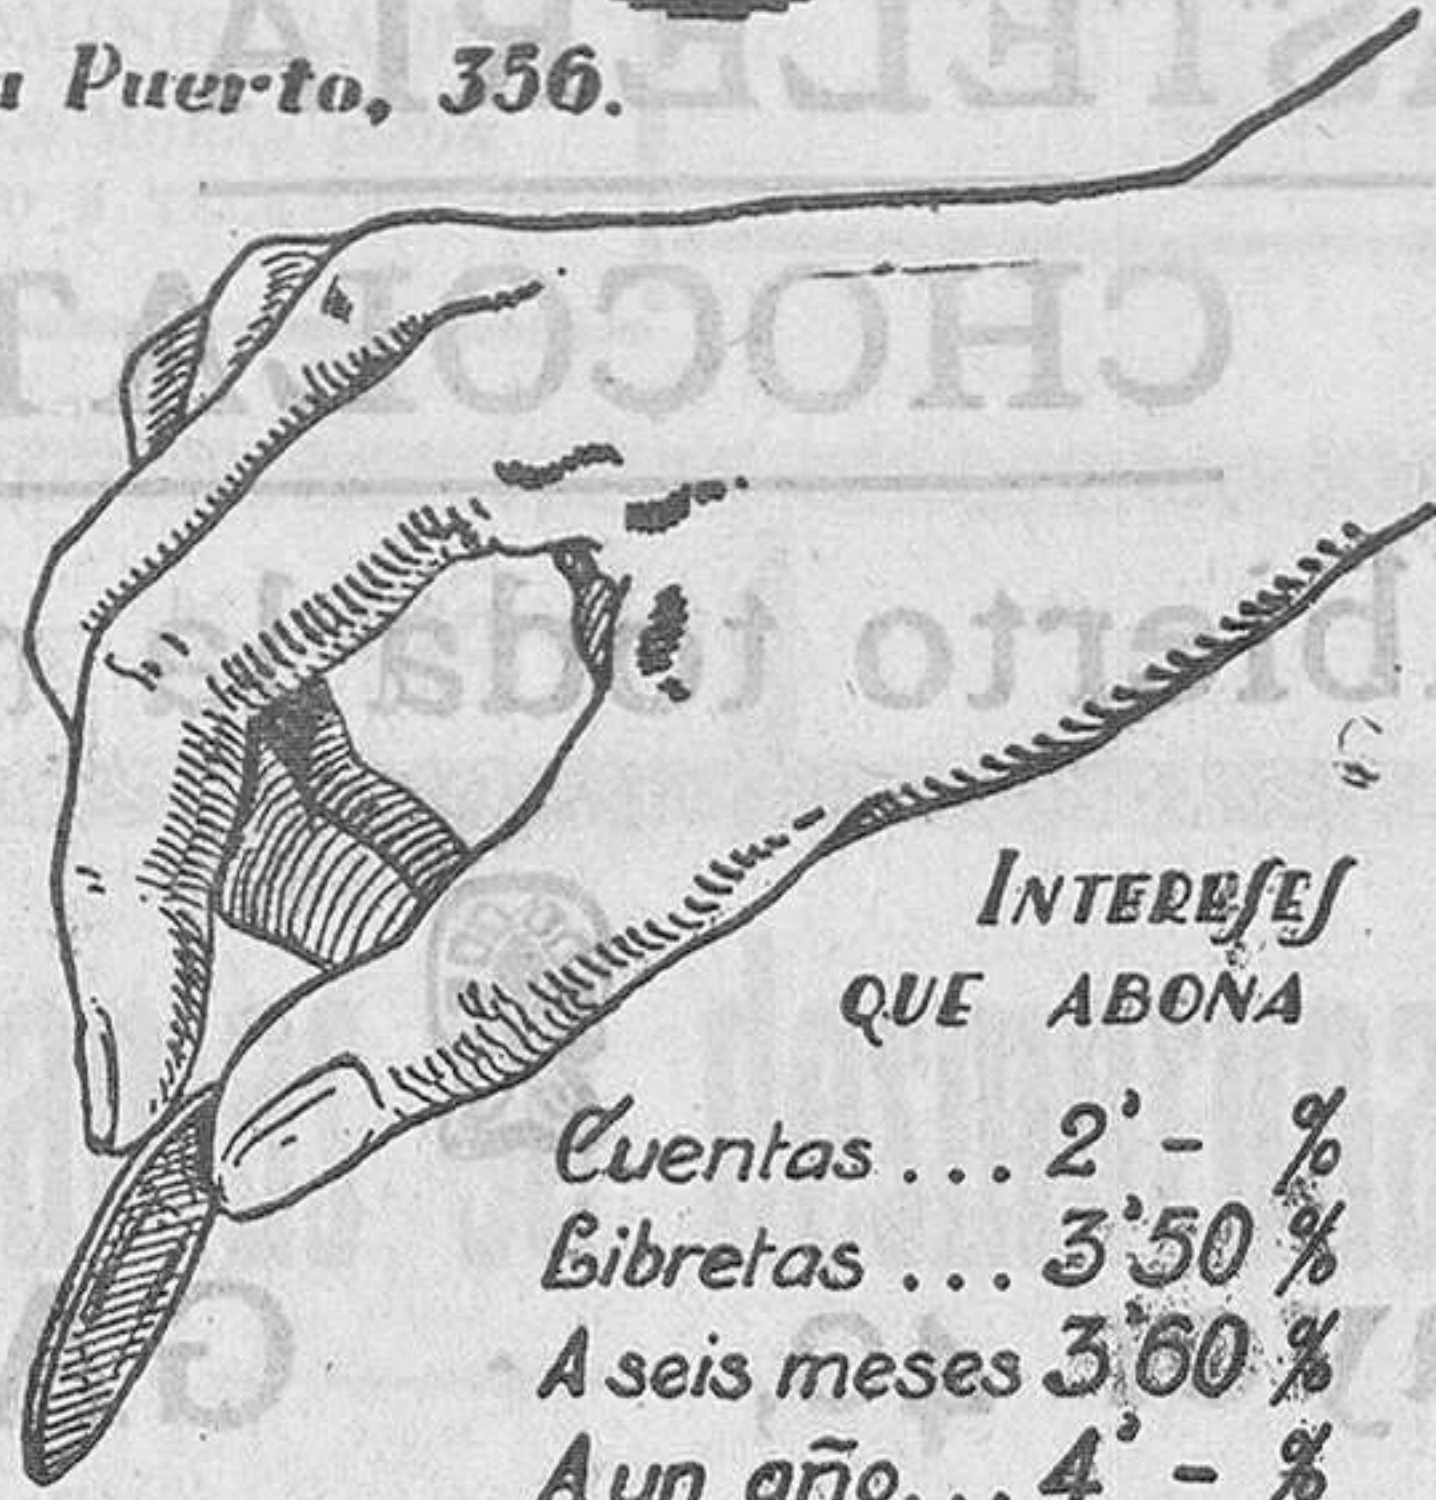 Puerto, 356.
INTERESES
QUE ABONA
Cuentas ... 2'- %
Libretas ... 3'50 %
A seis meses 3'60 %
A un año... 4'- %